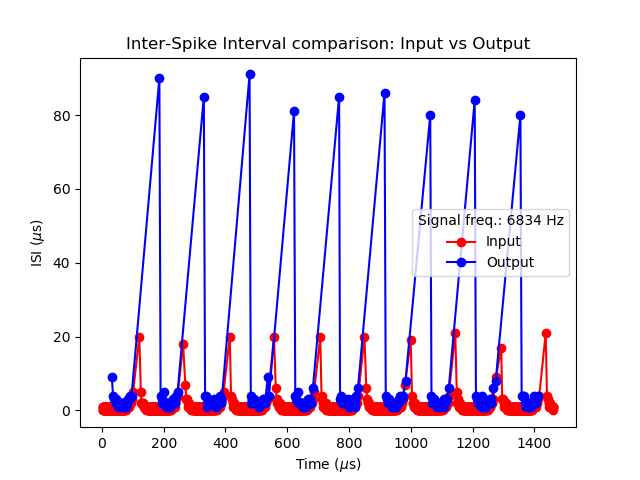 Inter-Spike Interval comparison: Input vs Output
ISI (μs)
80
60
40
20
0
Signal freq.: 6834 Hz
Input
Output
0 200 400 600 800 1000 1200 1400
Time (μs)